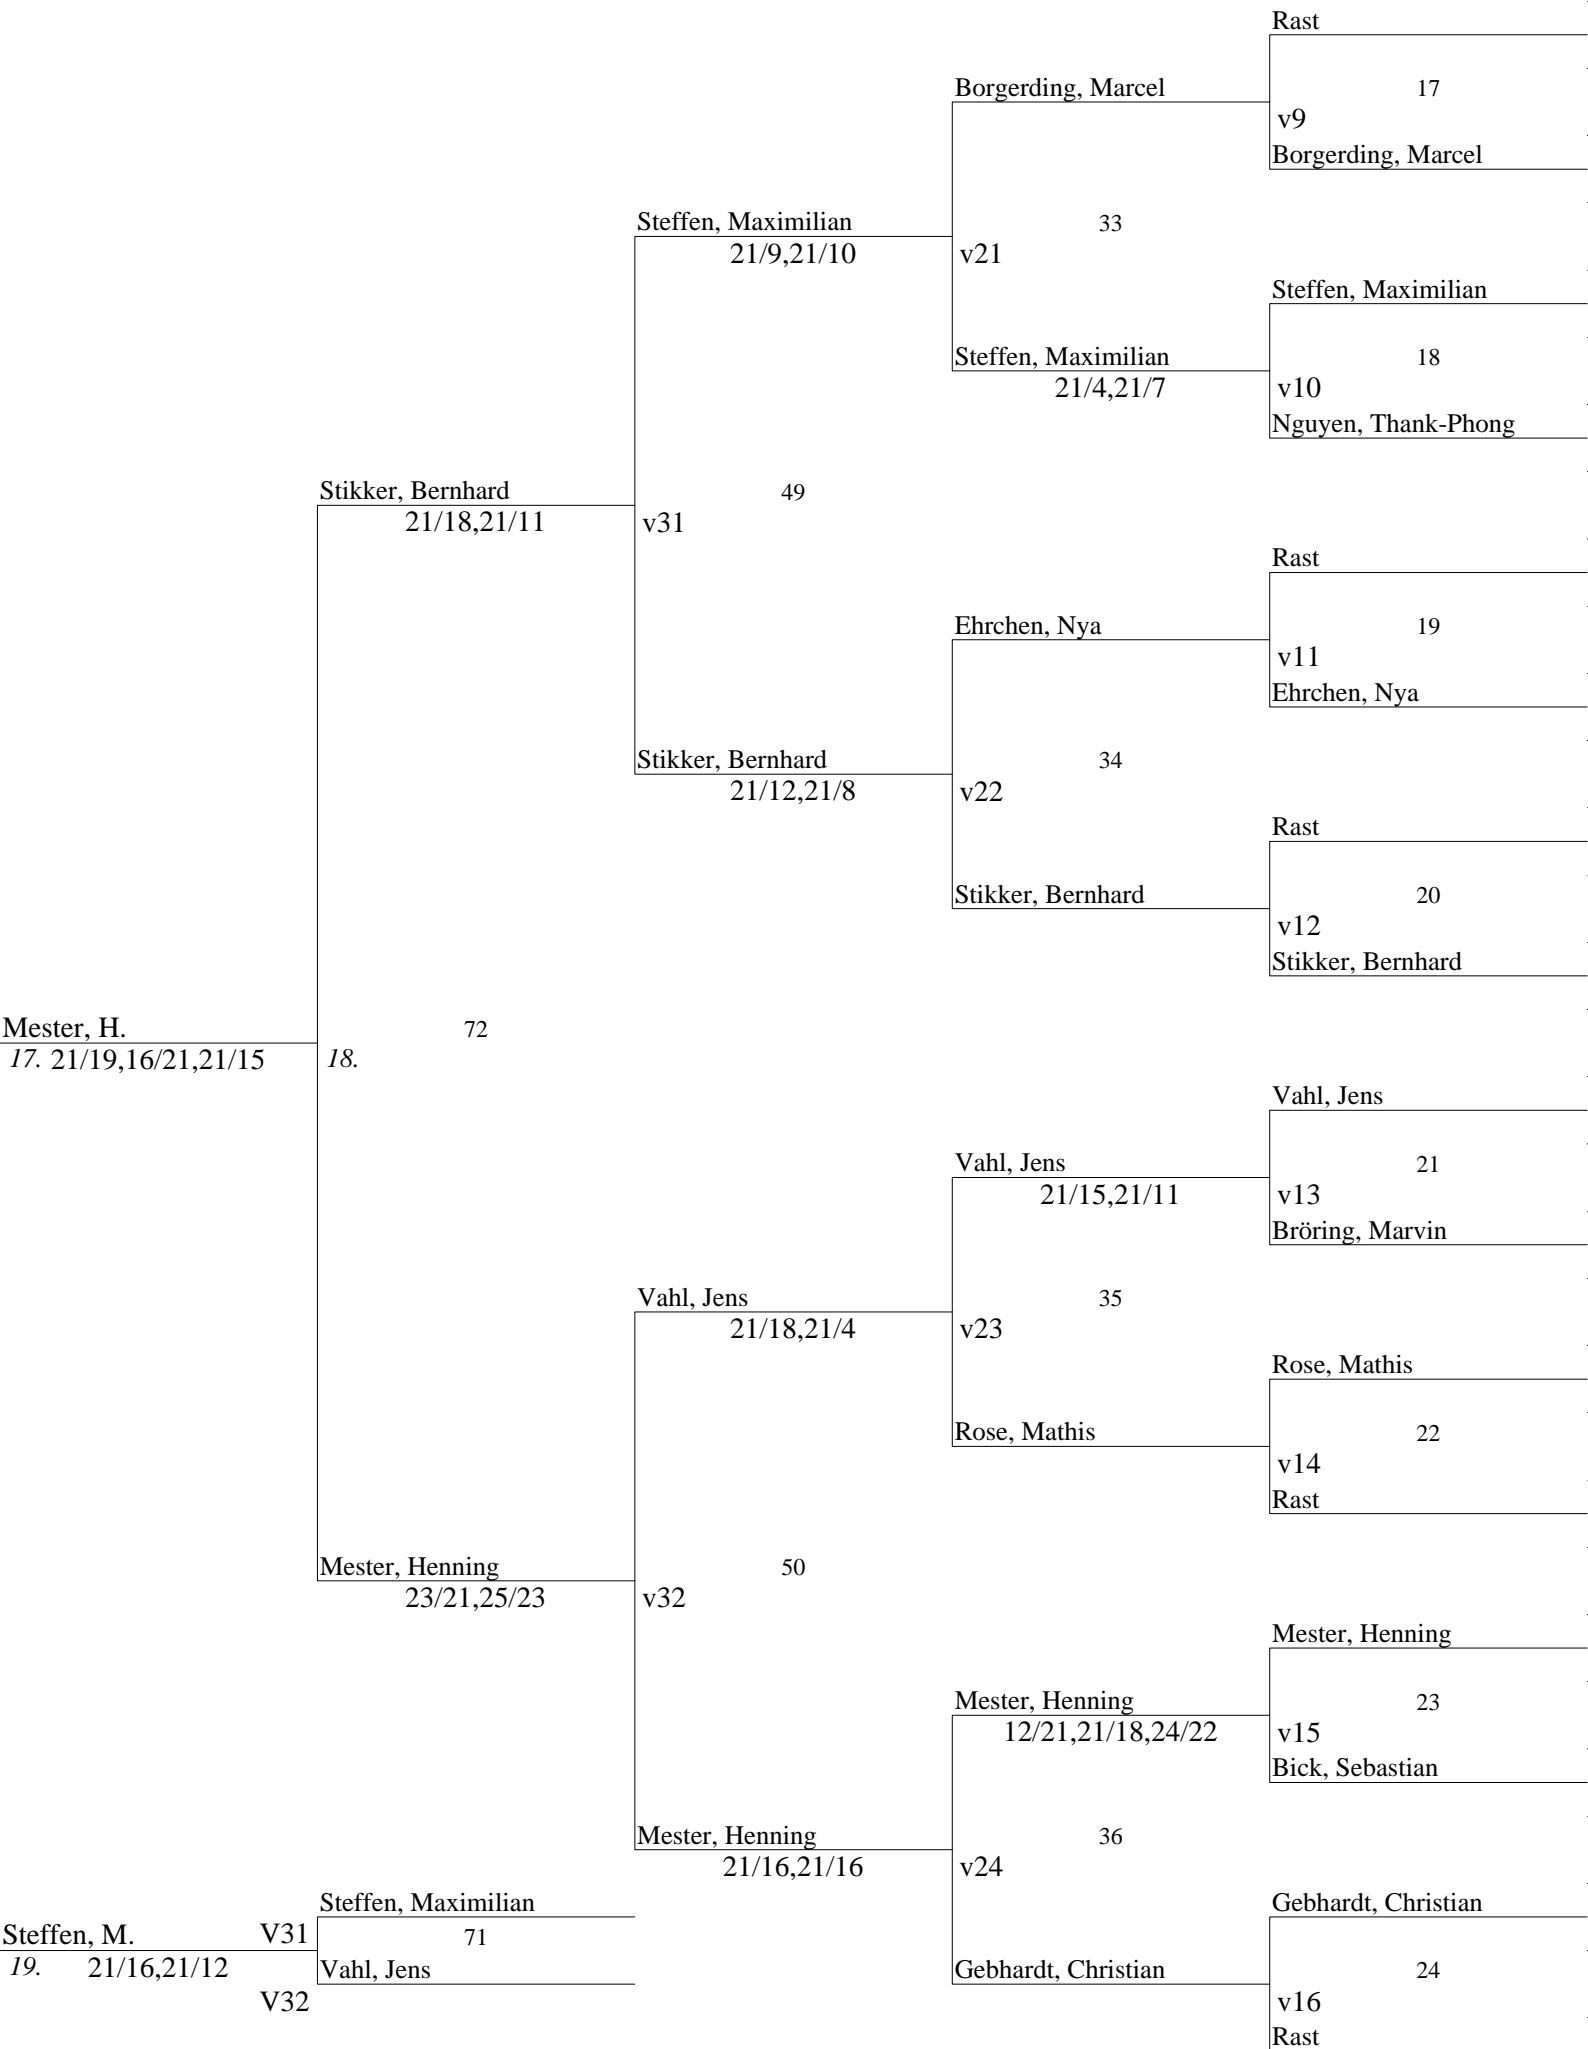 Rast
Borgerding, Marcel
17
v9
Borgerding, Marcel
Steffen, Maximilian
33
21/9,21/10
v21
Steffen, Maximilian
Steffen, Maximilian
18
21/4,21/7
v10
Nguyen, Thank-Phong
Stikker, Bernhard
49
21/18,21/11
v31
Rast
Ehrchen, Nya
19
v11
Ehrchen, Nya
Stikker, Bernhard
34
21/12,21/8
v22
Rast
Stikker, Bernhard
20
v12
Stikker, Bernhard
Mester, H.
72
17. 21/19,16/21,21/15
18.
Vahl, Jens
Vahl, Jens
21
21/15,21/11
v13
Bröring, Marvin
Vahl, Jens
35
21/18,21/4
v23
Rose, Mathis
Rose, Mathis
22
v14
Rast
Mester, Henning
50
23/21,25/23
v32
Mester, Henning
Mester, Henning
23
12/21,21/18,24/22
v15
Bick, Sebastian
Mester, Henning
36
21/16,21/16
v24
Steffen, Maximilian
Gebhardt, Christian
Steffen, M.
V31
71
19. 21/16,21/12
Vahl, Jens
Gebhardt, Christian
24
V32
v16
Rast